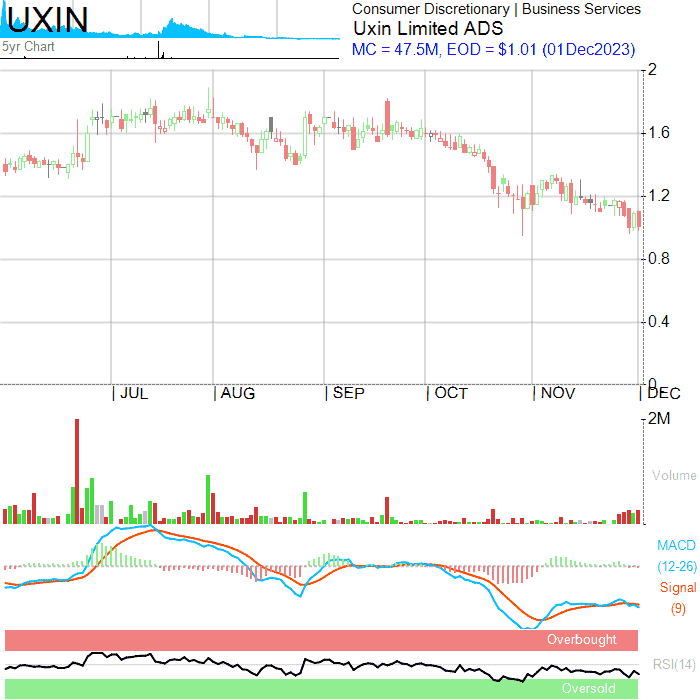 UXIN
5yr Chart
Consumer Discretionary | Business Services
Uxin Limited ADS
MC = 47.5M, EOD = $1.01 (01Dec2023)
2
1.6
1.2
0.8
0.4
0
JUL AUG SEP OCT NOV DEC
2M
Volume
MACD
(12-26)
Signal
(9)
Overbought
RSI(14)
Oversold